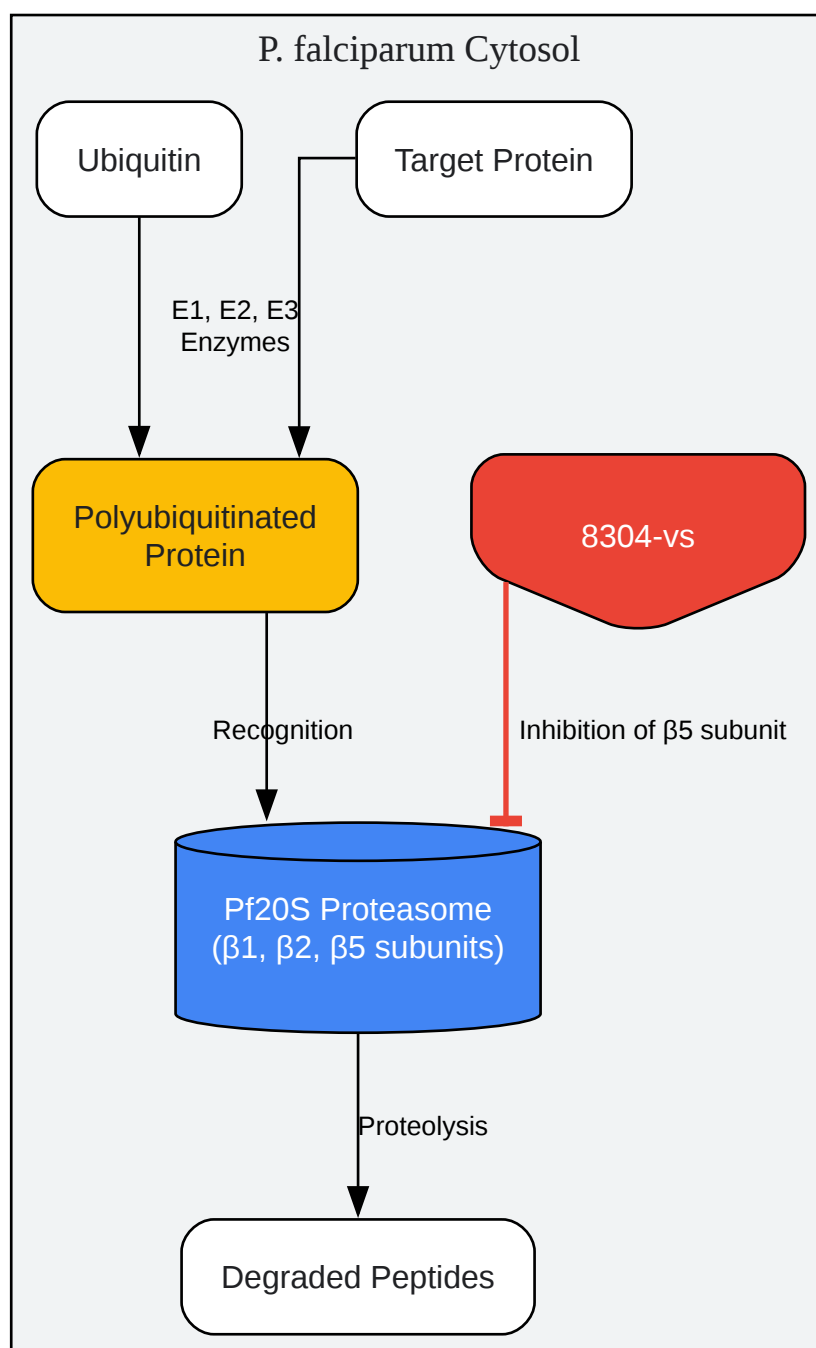 P. falciparum Cytosol
Ubiquitin
Target Protein
E1, E2, E3
Enzymes
Polyubiquitinated
Protein
8304-vs
Recognition
Inhibition of β5 subunit
Pf20S Proteasome
(β1, β2, β5 subunits)
Proteolysis
Degraded Peptides